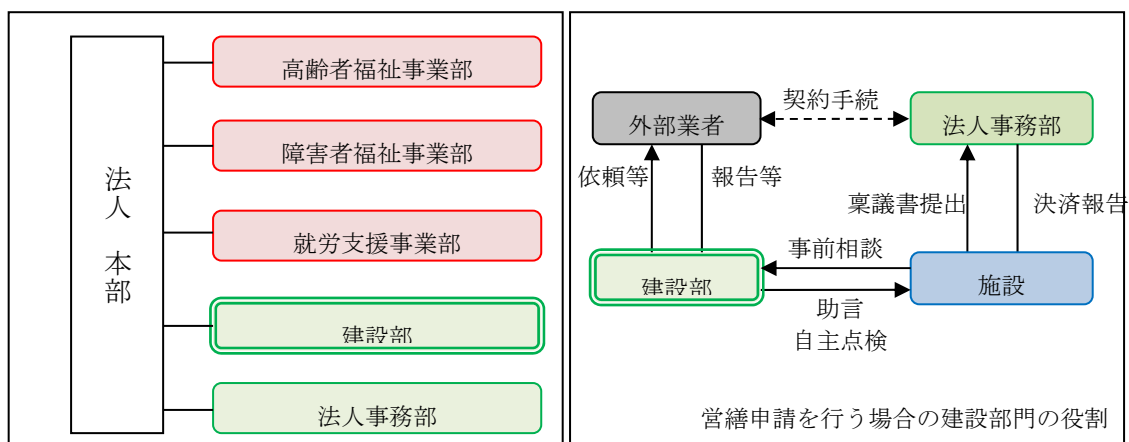 法人 本部
高齢者福祉事業部
障害者福祉事業部
就労支援事業部
建設部
法人事務部
外部業者
契約手続
法人事務部
依頼等
報告等
稟議書提出
決済報告
建設部
事前相談
施設
助言
自主点検
営繕申請を行う場合の建設部門の役割